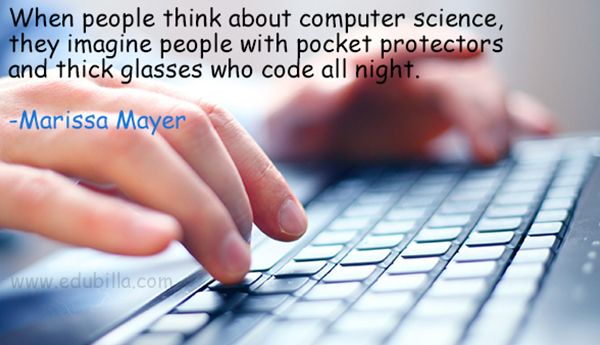 When people think about computer science,
they imagine people with pocket protectors
and thick glasses who code all night.
-Marissa Mayer
www.edubilla.com